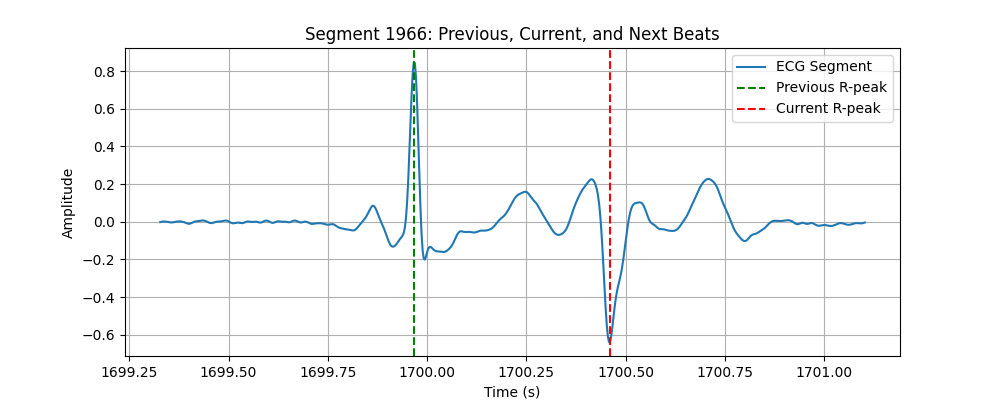 Segment 1966: Previous, Current, and Next Beats
ECG Segment
Previous R-peak
Current R-peak
Amplitude
0.8
0.6
0.4
0.2
0.0
−0.2
−0.4
−0.6
1699.25 1699.50 1699.75 1700.00 1700.25 1700.50 1700.75 1701.00
Time (s)